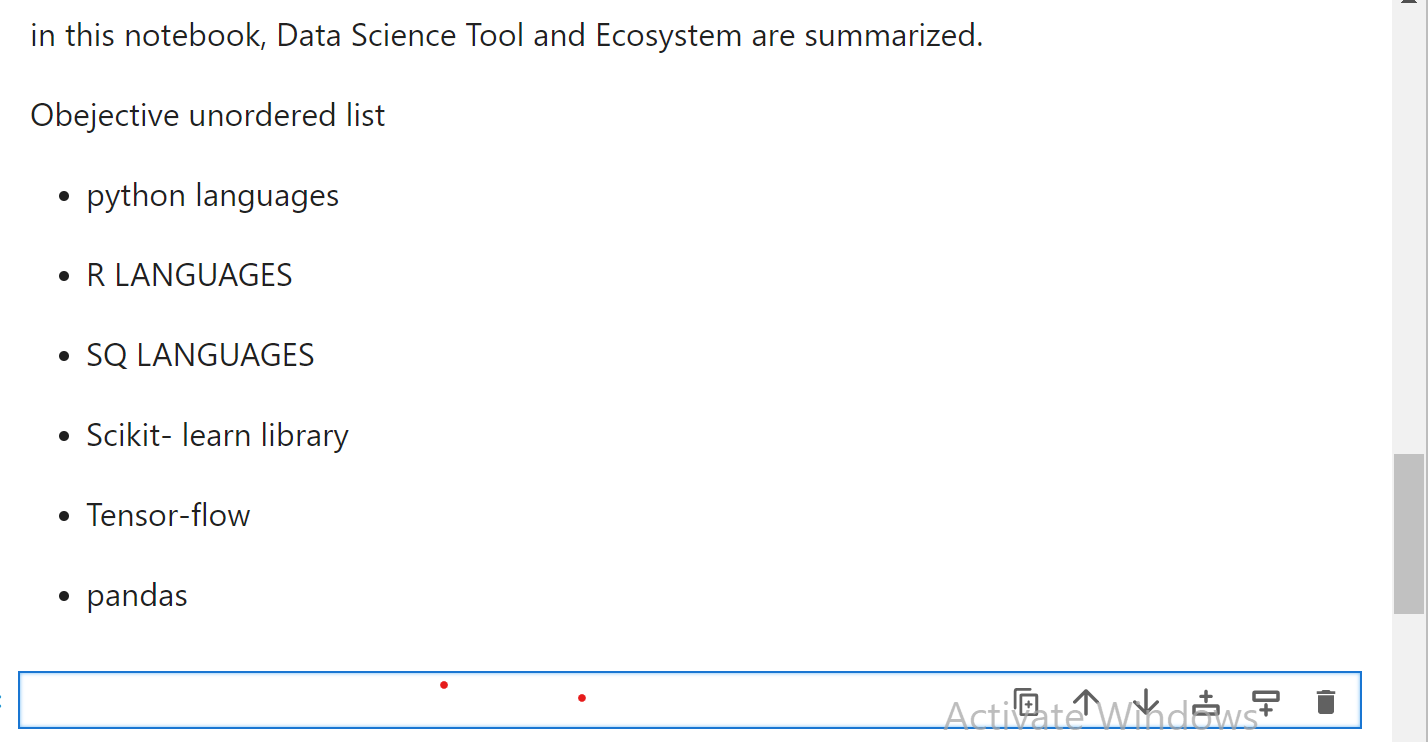 in this notebook, Data Science Tool and Ecosystem are summarized.
Obejective unordered list
• python languages
• R LANGUAGES
• SQ LANGUAGES
• Scikit- learn library
• Tensor-flow
• pandas
Activate Windows